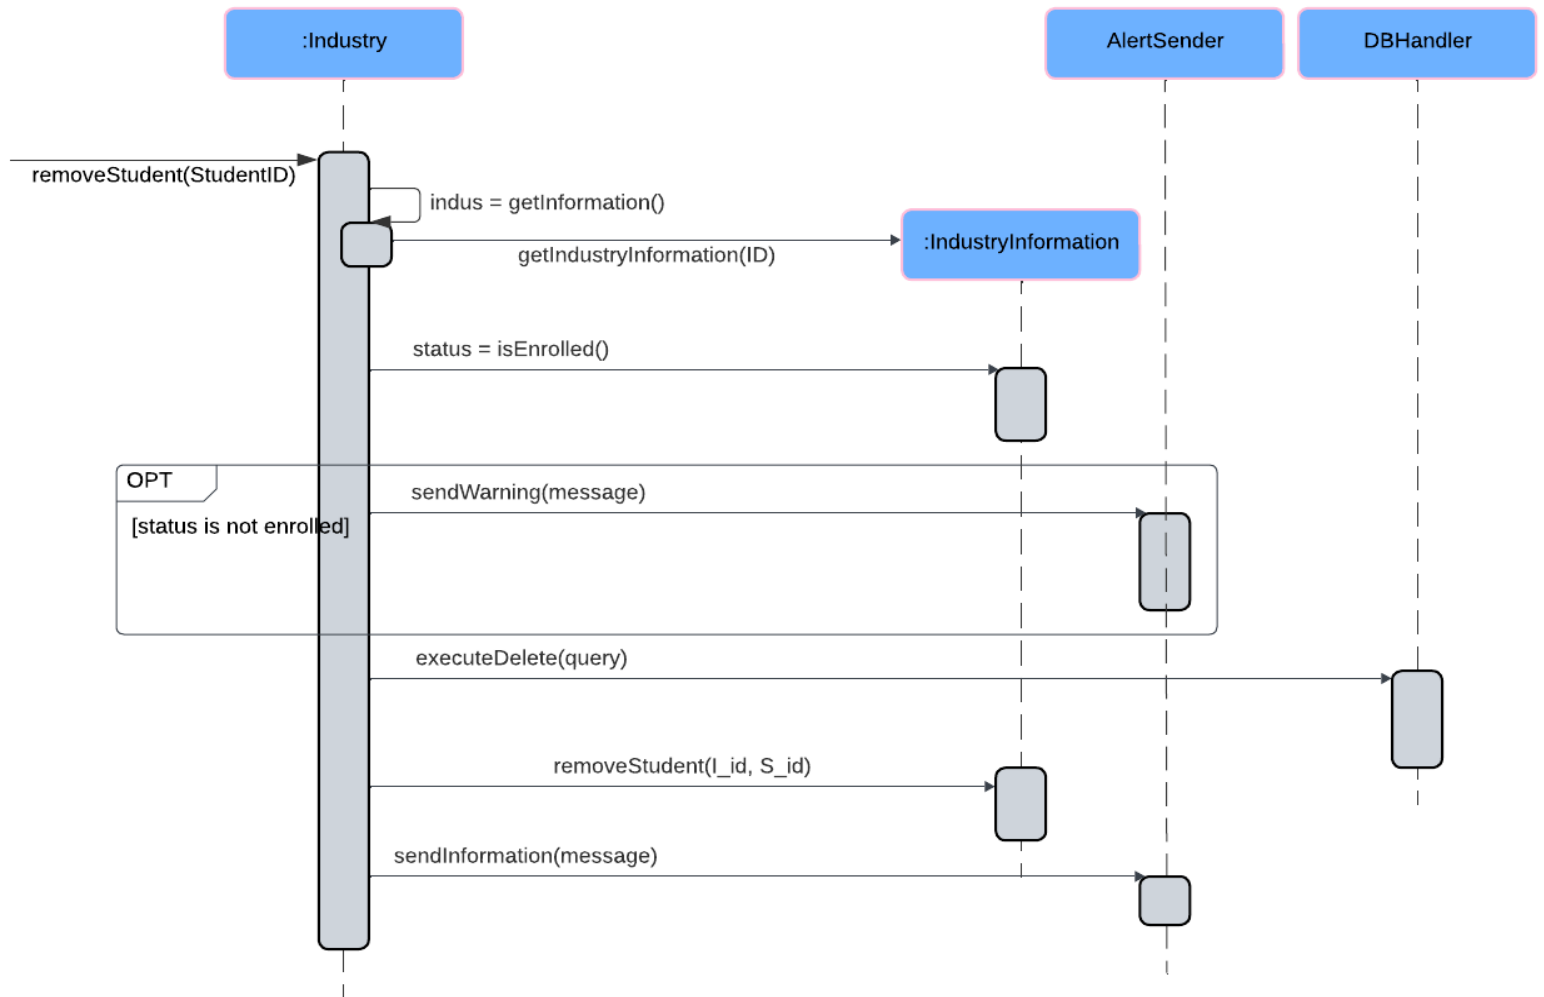 :Industry
AlertSender
DBHandler
removeStudent(StudentID)
indus = getInformation()
getIndustryInformation(ID)
:IndustryInformation
status = isEnrolled()
OPT
sendWarning(message)
[status is not enrolled]
executeDelete(query)
removeStudent(I_id, S_id)
sendInformation(message)